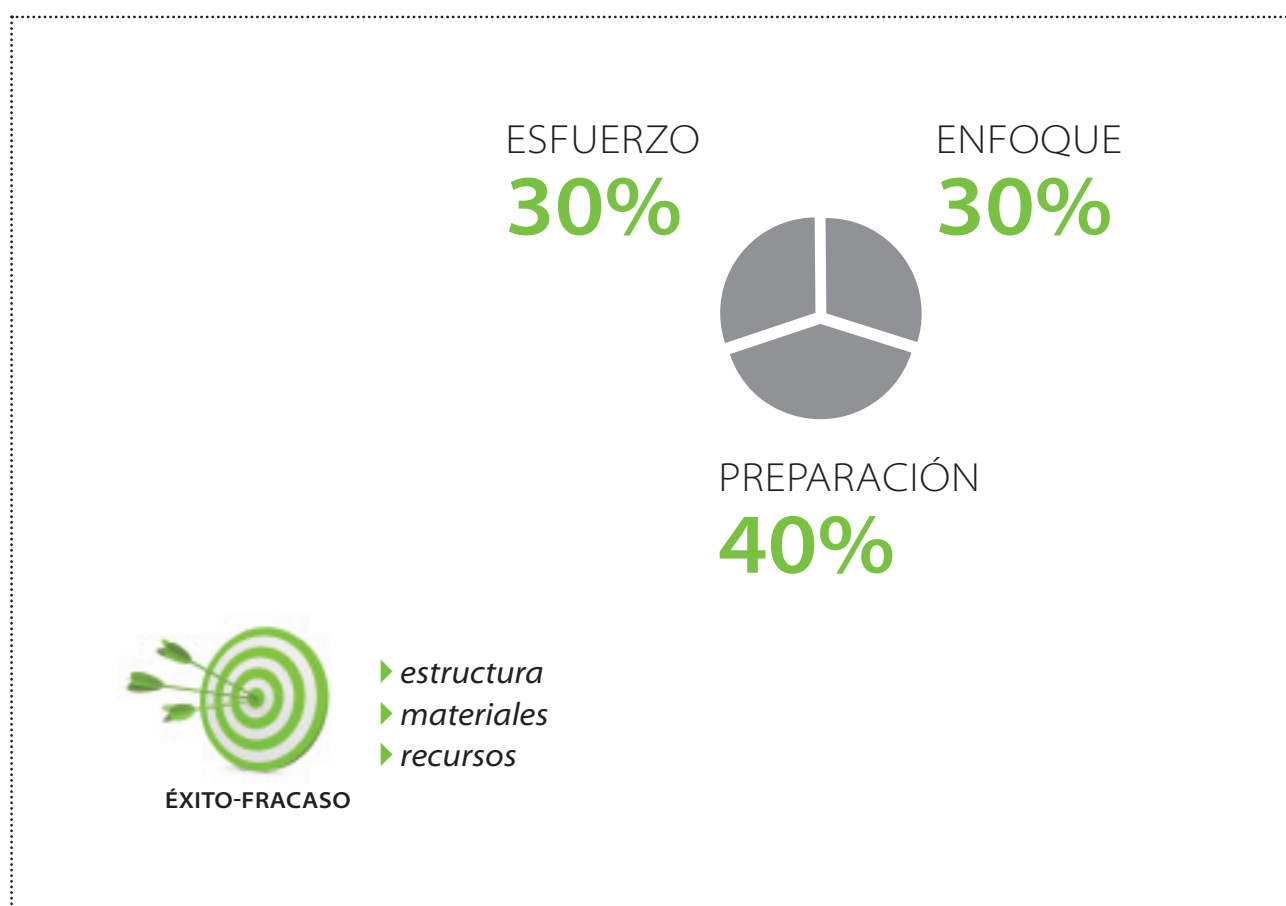 ESFUERZO
30%
ENFOQUE
30%
PREPARACIÓN
40%
estructura
materiales
recursos
ÉXITO-FRACASO